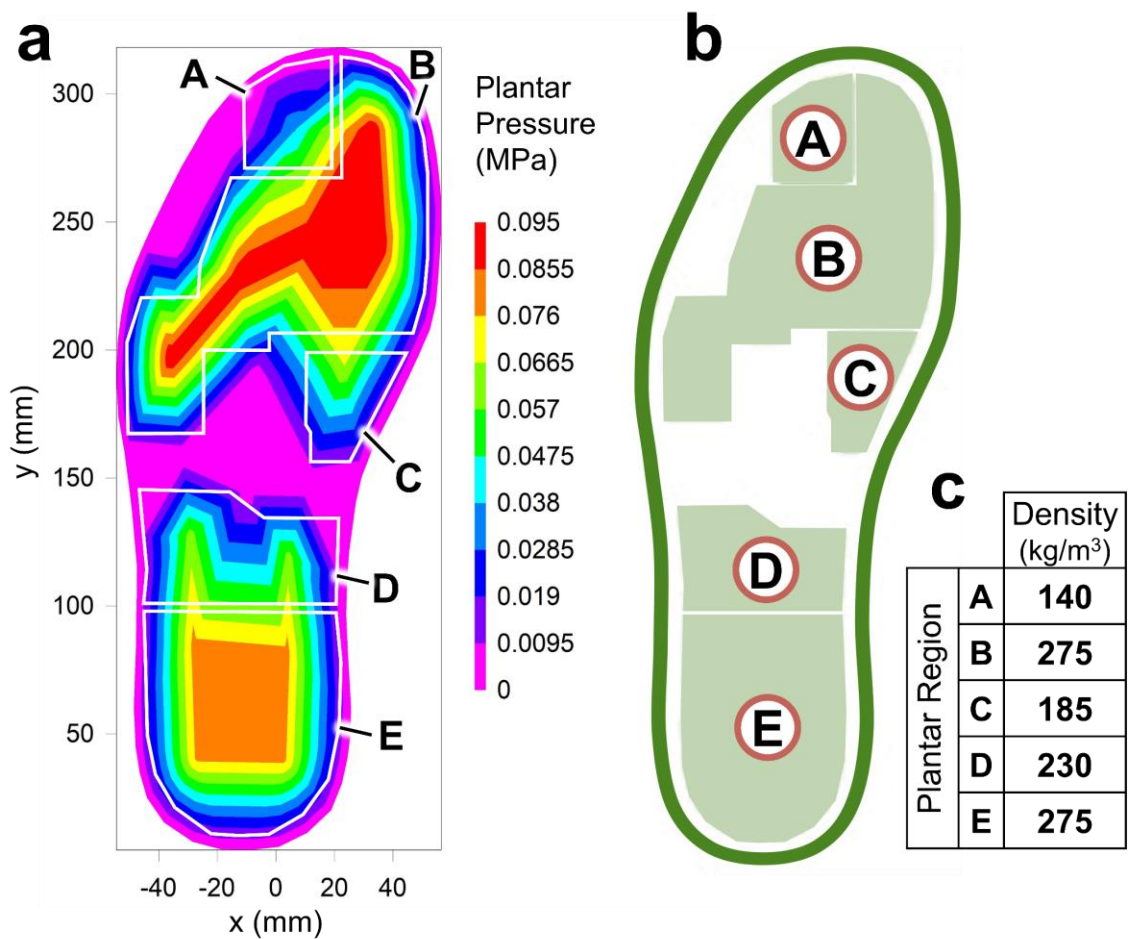 a
A
B
C
D
E
300
250
200
150
100
50
y (mm)
-40 -20 0 20 40
x (mm)
Plantar
Pressure
(MPa)
0.095
0.0855
0.076
0.0665
0.057
0.0475
0.038
0.0285
0.019
0.0095
0
b
A
B
C
D
E
c
Density
(kg/m³)
Plantar Region
A 140
B 275
C 185
D 230
E 275